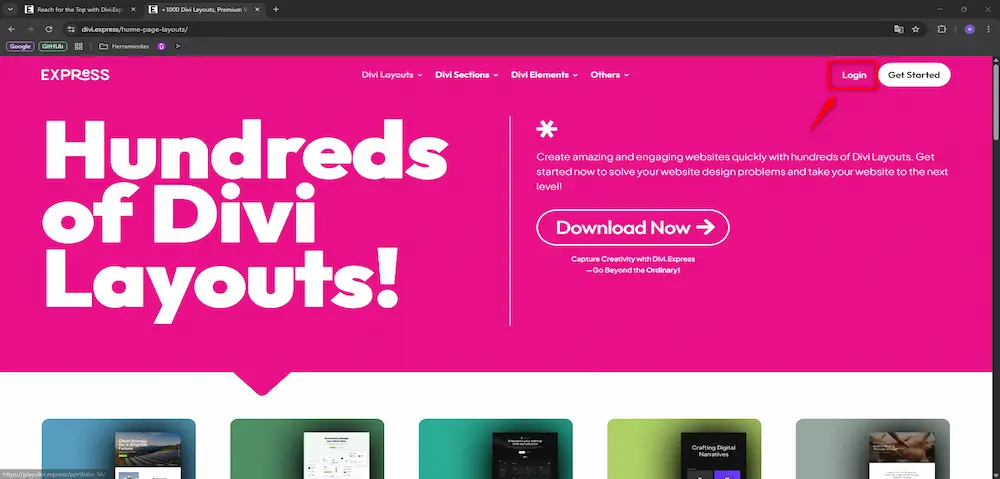 Reach for the Top with Divi.Expr
+1000 Divi Layouts, Premium V
divi.express/home-page-layouts/
Google
GitHUb
Herramientas
EXPRESS
Divi Layouts
Divi Sections
Divi Elements
Others
Login
Get Started
Hundreds
of Divi
Layouts!
Create amazing and engaging websites quickly with hundreds of Divi Layouts. Get
started now to solve your website design problems and take your website to the next
level!
Download Now
Capture Creativity with Divi.Express
—Go Beyond the Ordinary!
Clean Energy
for a Brighter
Future
Empowering your startup
Crafting Digital
Narratives
https://play.divi.express/portfolio-16/